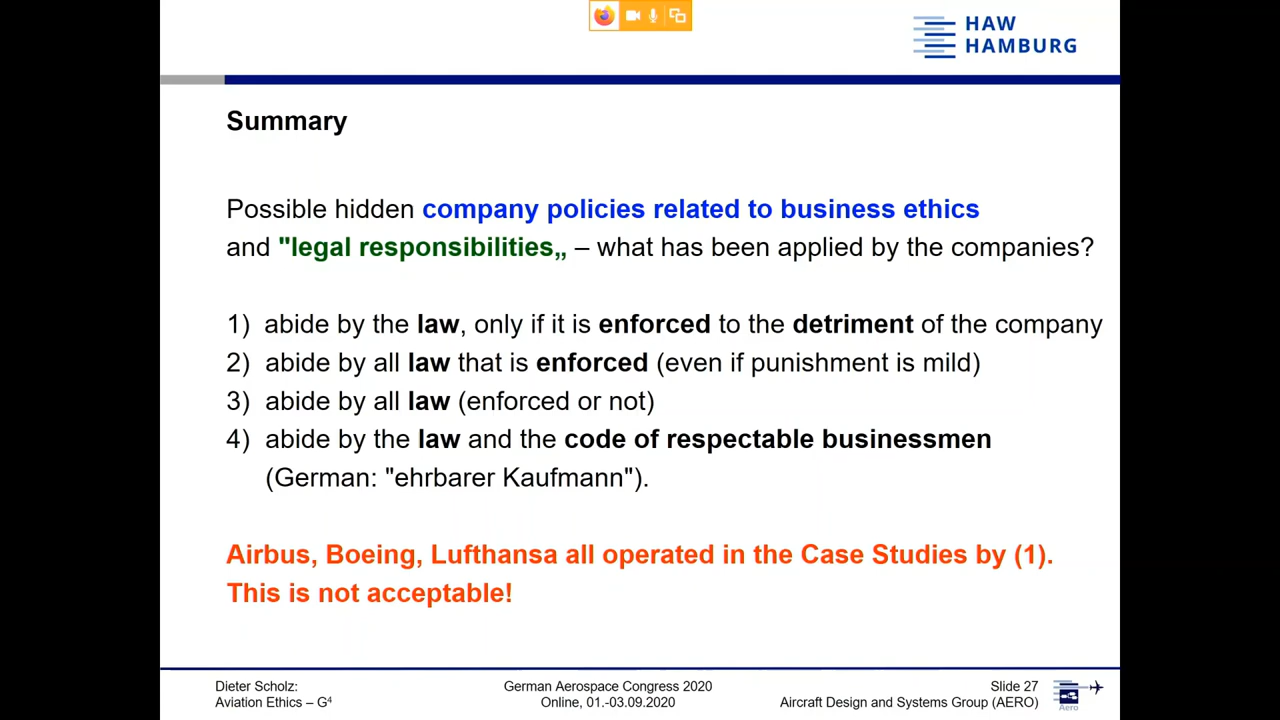 HAW
HAMBURG
Summary
Possible hidden company policies related to business ethics
and "legal responsibilities„ – what has been applied by the companies?
1) abide by the law, only if it is enforced to the detriment of the company
2) abide by all law that is enforced (even if punishment is mild)
3) abide by all law (enforced or not)
4) abide by the law and the code of respectable businessmen
(German: "ehrbarer Kaufmann").
Airbus, Boeing, Lufthansa all operated in the Case Studies by (1).
This is not acceptable!
Dieter Scholz:
Aviation Ethics – G⁴
German Aerospace Congress 2020
Online, 01.-03.09.2020
Slide 27
Aircraft Design and Systems Group (AERO)
Aero